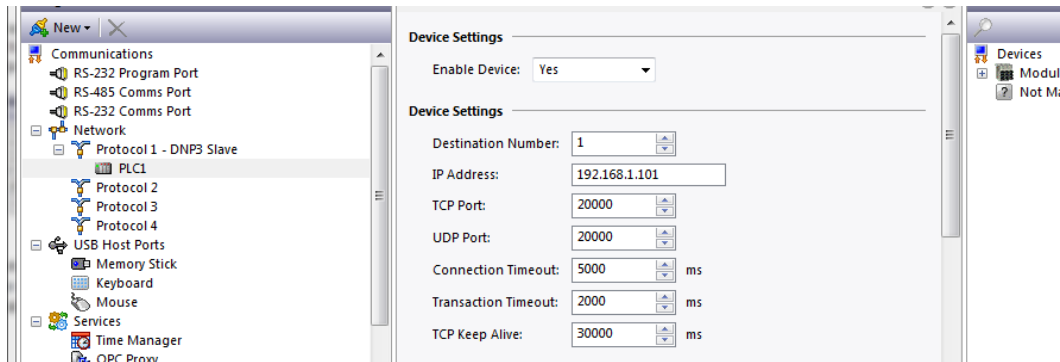 New
Communications
RS-232 Program Port
RS-485 Comms Port
RS-232 Comms Port
Network
Protocol 1 - DNP3 Slave
PLC1
Protocol 2
Protocol 3
Protocol 4
USB Host Ports
Memory Stick
Keyboard
Mouse
Services
Time Manager
OPC Proxy
Device Settings
Enable Device: Yes
Device Settings
Destination Number: 1
IP Address: 192.168.1.101
TCP Port: 20000
UDP Port: 20000
Connection Timeout: 5000 ms
Transaction Timeout: 2000 ms
TCP Keep Alive: 30000 ms
Devices
Modul
Not Ma